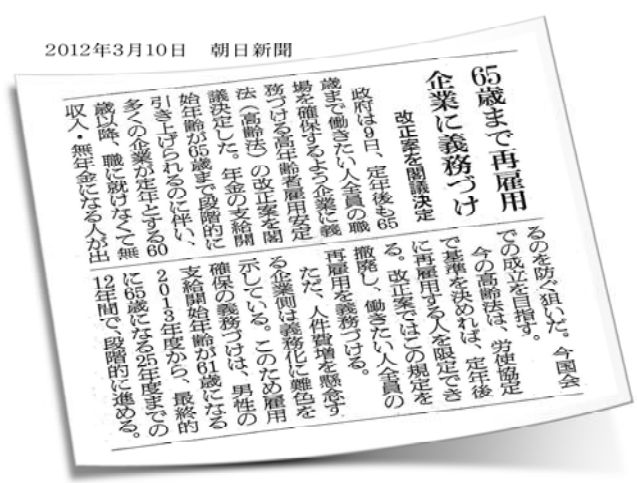 2012年3月10日　朝日新聞
65歳まで再雇用
企業に義務づけ
改正案を閣議決定
政府は9日、定年後も65
歳まで働きたい人全員の職
場を確保するよう企業に義
務づける高年齢者雇用安定
法（高齢法）の改正案を閣
議決定した。年金の支給開
始年齢が65歳まで段階的に
引き上げられるのに伴い、
多くの企業が定年とする60
歳以降、職に就けなくて無
収入・無年金になる人が出
るのを防ぐ狙いだ。今国会
での成立を目指す。
今の高齢法は、労使協定
で基準を決めれば、定年後
に再雇用する人を限定でき
る。改正案ではこの規定を
撤廃し、働きたい人全員の
再雇用を義務づける。
ただ、人件費増を懸念す
る企業側は義務化に難色を
示している。このため雇用
確保の義務づけは、男性の
支給開始年齢が61歳になる
2013年度から、最終的
に65歳になる25年度までの
12年間で、段階的に進める。